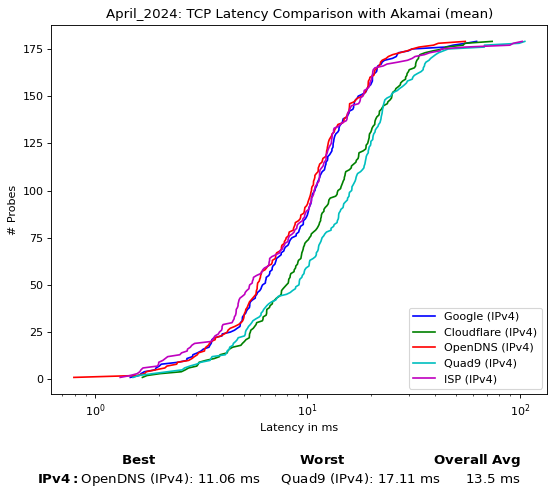 April_2024: TCP Latency Comparison with Akamai (mean)
175
150
125
100
75
50
25
0
# Probes
10⁰
10¹
10²
Latency in ms
Google (IPv4)
Cloudflare (IPv4)
OpenDNS (IPv4)
Quad9 (IPv4)
ISP (IPv4)
Best Worst Overall Avg
IPv4: OpenDNS (IPv4): 11.06 ms Quad9 (IPv4): 17.11 ms 13.5 ms